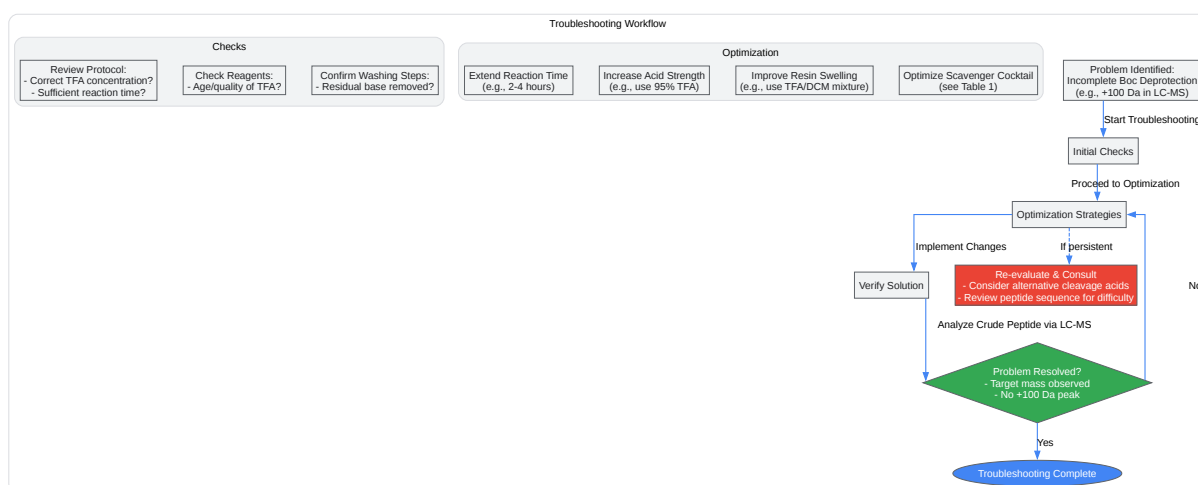 Troubleshooting Workflow
Checks
Review Protocol:
- Correct TFA concentration?
- Sufficient reaction time?
Check Reagents:
- Age/quality of TFA?
Confirm Washing Steps:
- Residual base removed?
Optimization
Extend Reaction Time
(e.g., 2-4 hours)
Increase Acid Strength
(e.g., use 95% TFA)
Improve Resin Swelling
(e.g., use TFA/DCM mixture)
Optimize Scavenger Cocktail
(see Table 1)
Problem Identified:
Incomplete Boc Deprotection
(e.g., +100 Da in LC-MS)
Start Troubleshooting
Initial Checks
Proceed to Optimization
Optimization Strategies
Implement Changes
If persistent
Verify Solution
Re-evaluate & Consult
- Consider alternative cleavage acids
- Review peptide sequence for difficulty
No
Analyze Crude Peptide via LC-MS
Problem Resolved?
- Target mass observed
- No +100 Da peak
Yes
Troubleshooting Complete